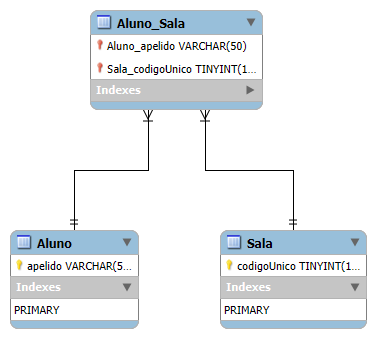 Aluno_Sala
Aluno_apelido VARCHAR(50)
Sala_codigoUnico TINYINT(1...
Indexes
Aluno
apelido VARCHAR(5...
Indexes
PRIMARY
Sala
codigoUnico TINYINT(1...
Indexes
PRIMARY